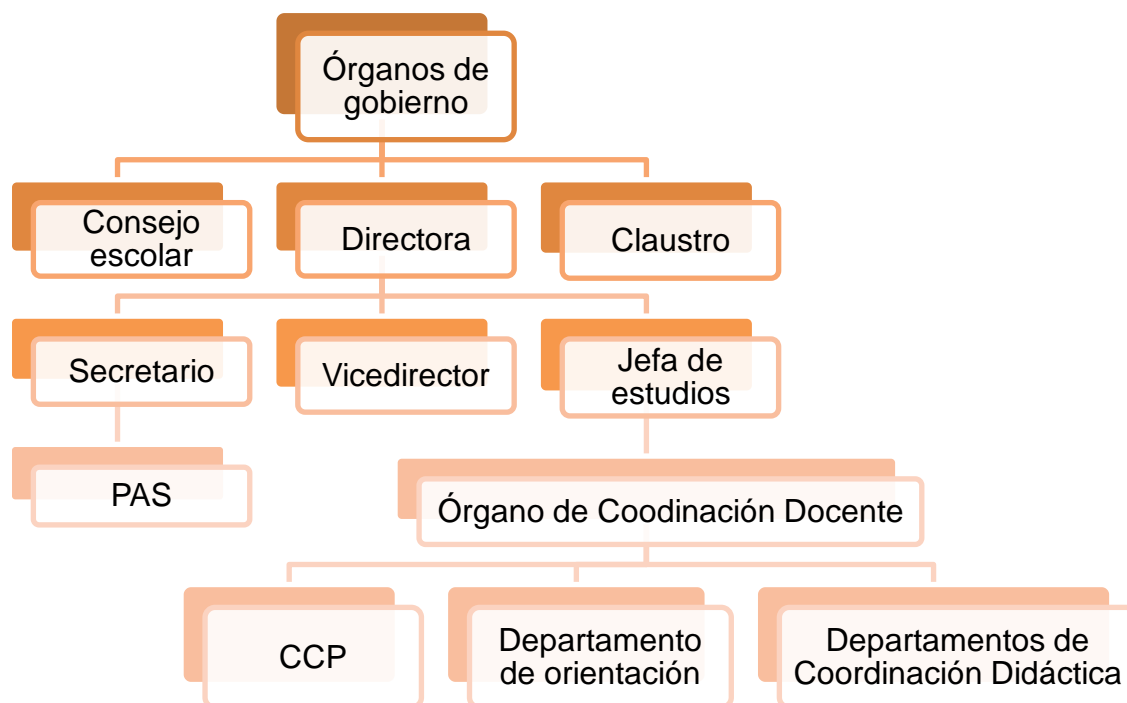 Órganos de
gobierno
Consejo
escolar
Directora
Claustro
Secretario
Vicedirector
Jefa de
estudios
PAS
Órgano de Coodinación Docente
CCP
Departamento
de orientación
Departamentos de
Coordinación Didáctica